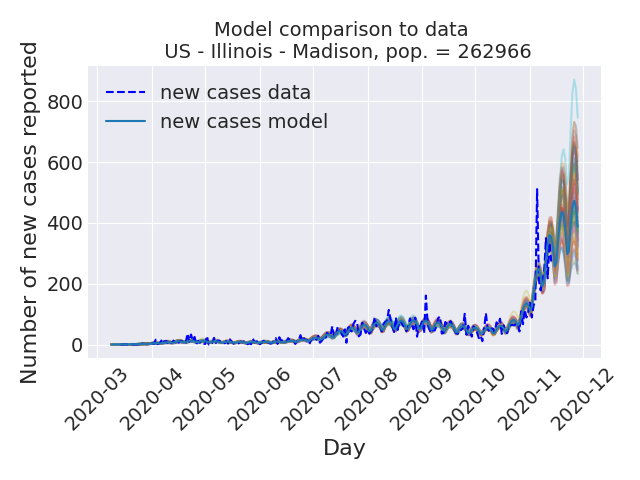 Model comparison to data
US - Illinois - Madison, pop. = 262966
Number of new cases reported
800
600
400
200
0
new cases data
new cases model
2020-03
2020-04
2020-05
2020-06
2020-07
2020-08
2020-09
2020-10
2020-11
2020-12
Day